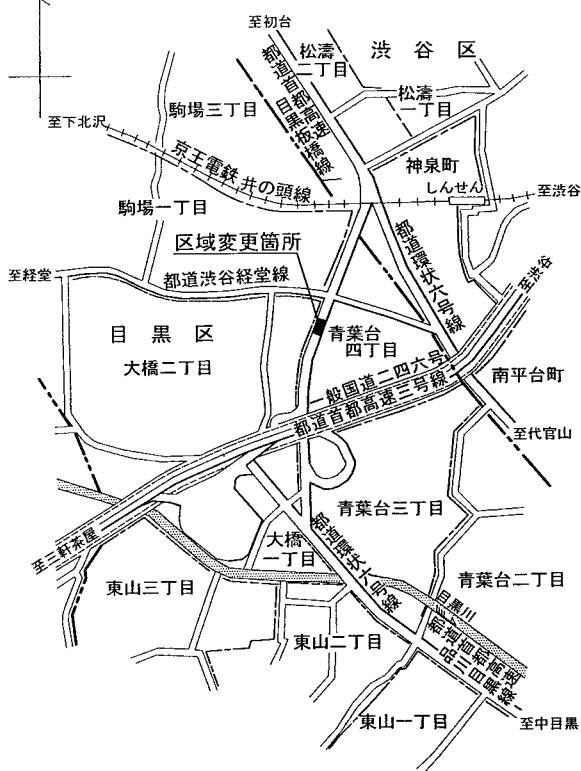 至初台
渋谷区
松濤
二丁目
松濤
一丁目
都道首都高速
目黒板橋線
駒場三丁目
至下北沢
京王電鉄 井の頭線
神泉町
しんせん
至渋谷
駒場一丁目
区域変更箇所
都道環状六号線
至渋谷
至経堂
都道渋谷経堂線
目黒区
大橋二丁目
青葉台
四丁目
一般国道二四六号
都道首都高速三号線
南平台町
至代官山
至三軒茶屋
青葉台三丁目
大橋
一丁目
都道環状六号線
東山三丁目
青葉台二丁目
目黒川
東山二丁目
都道首都高速
品川目黒線
東山一丁目
至中目黒